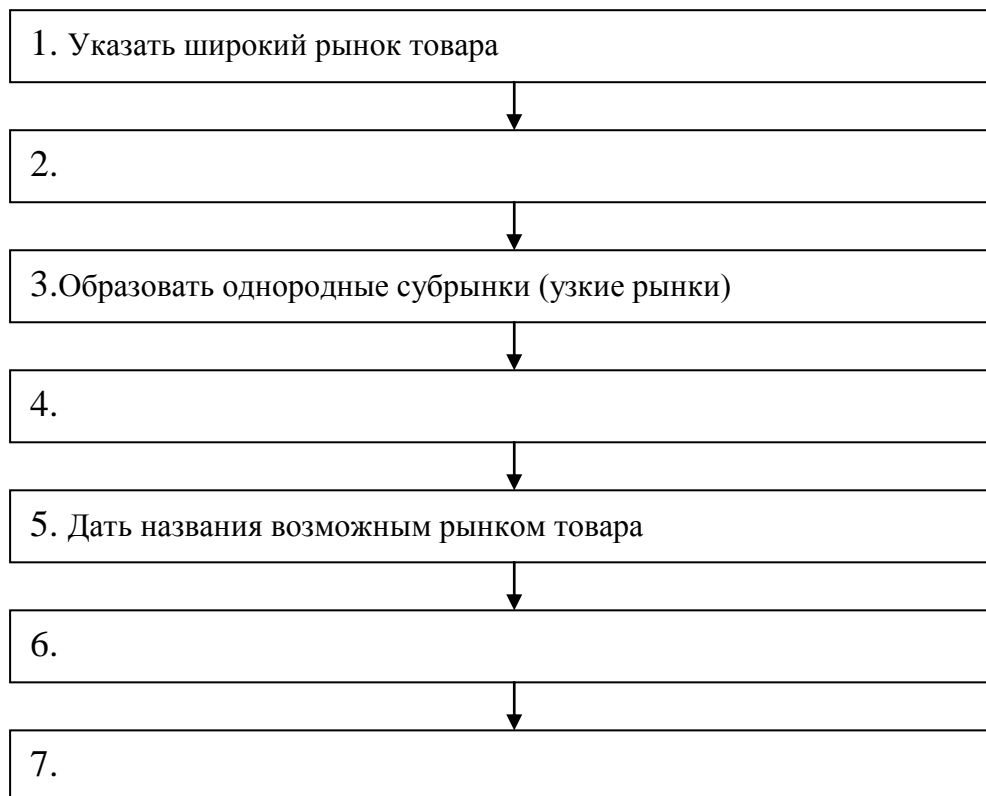 1. Указать широкий рынок товара
2.
3.Образовать однородные субрынки (узкие рынки)
4.
5. Дать названия возможным рынком товара
6.
7.